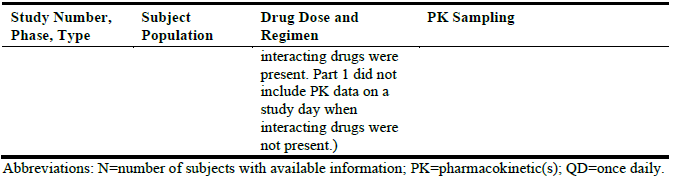 Study Number, Phase, Type
Subject Population
Drug Dose and Regimen
PK Sampling
interacting drugs were
present. Part 1 did not
include PK data on a
study day when
interacting drugs were
not present.)
Abbreviations: N=number of subjects with available information; PK=pharmacokinetic(s); QD=once daily.